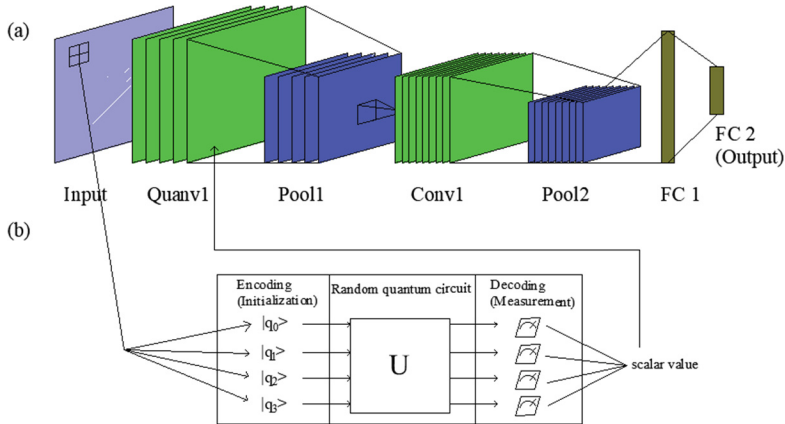 (a)
FC 2
(Output)
Input
Quanv1
Pool1
Conv1
Pool2
FC 1
(b)
Encoding
(Initialization)
Random quantum circuit
Decoding
(Measurement)
|q0>
|q1>
|q2>
|q3>
U
scalar value